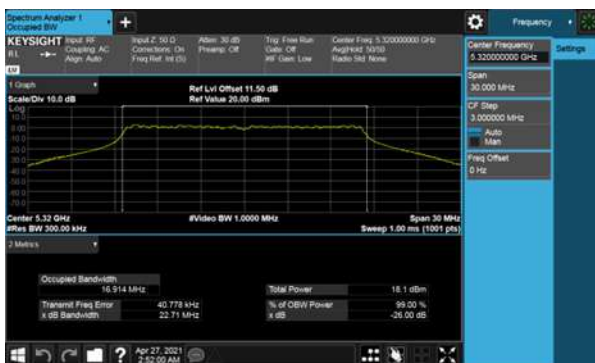 Spectrum Analyzer 1
Occupied BW
Frequency
KEYSIGHT
Input: RF
Coupling: AC
Align: Auto
Input Z: 50 Ω
Corrections: On
Freq Ref: Int (S)
Atten: 30 dB
Preamp: Off
Trig: Free Run
Gate: Off
#IF Gain: Low
Center Freq: 5.320000000 GHz
Avg|Hold: 50/50
Radio Std: None
Center Frequency
5.320000000 GHz
Settings
Span
30.000 MHz
CF Step
3.000000 MHz
Auto
Man
Freq Offset
0 Hz
1 Graph
Scale/Div 10.0 dB
Ref Lvl Offset 11.50 dB
Ref Value 20.00 dBm
Log
10.0
0.00
Center 5.32 GHz
#Res BW 300.00 kHz
#Video BW 1.0000 MHz
Span 30 MHz
Sweep 1.00 ms (1001 pts)
2 Metrics
Occupied Bandwidth
16.914 MHz
Total Power
18.1 dBm
Transmit Freq Error
40.778 kHz
% of OBW Power
99.00 %
x dB Bandwidth
22.71 MHz
x dB
-26.00 dB
Apr 27, 2021
2:52:00 AM